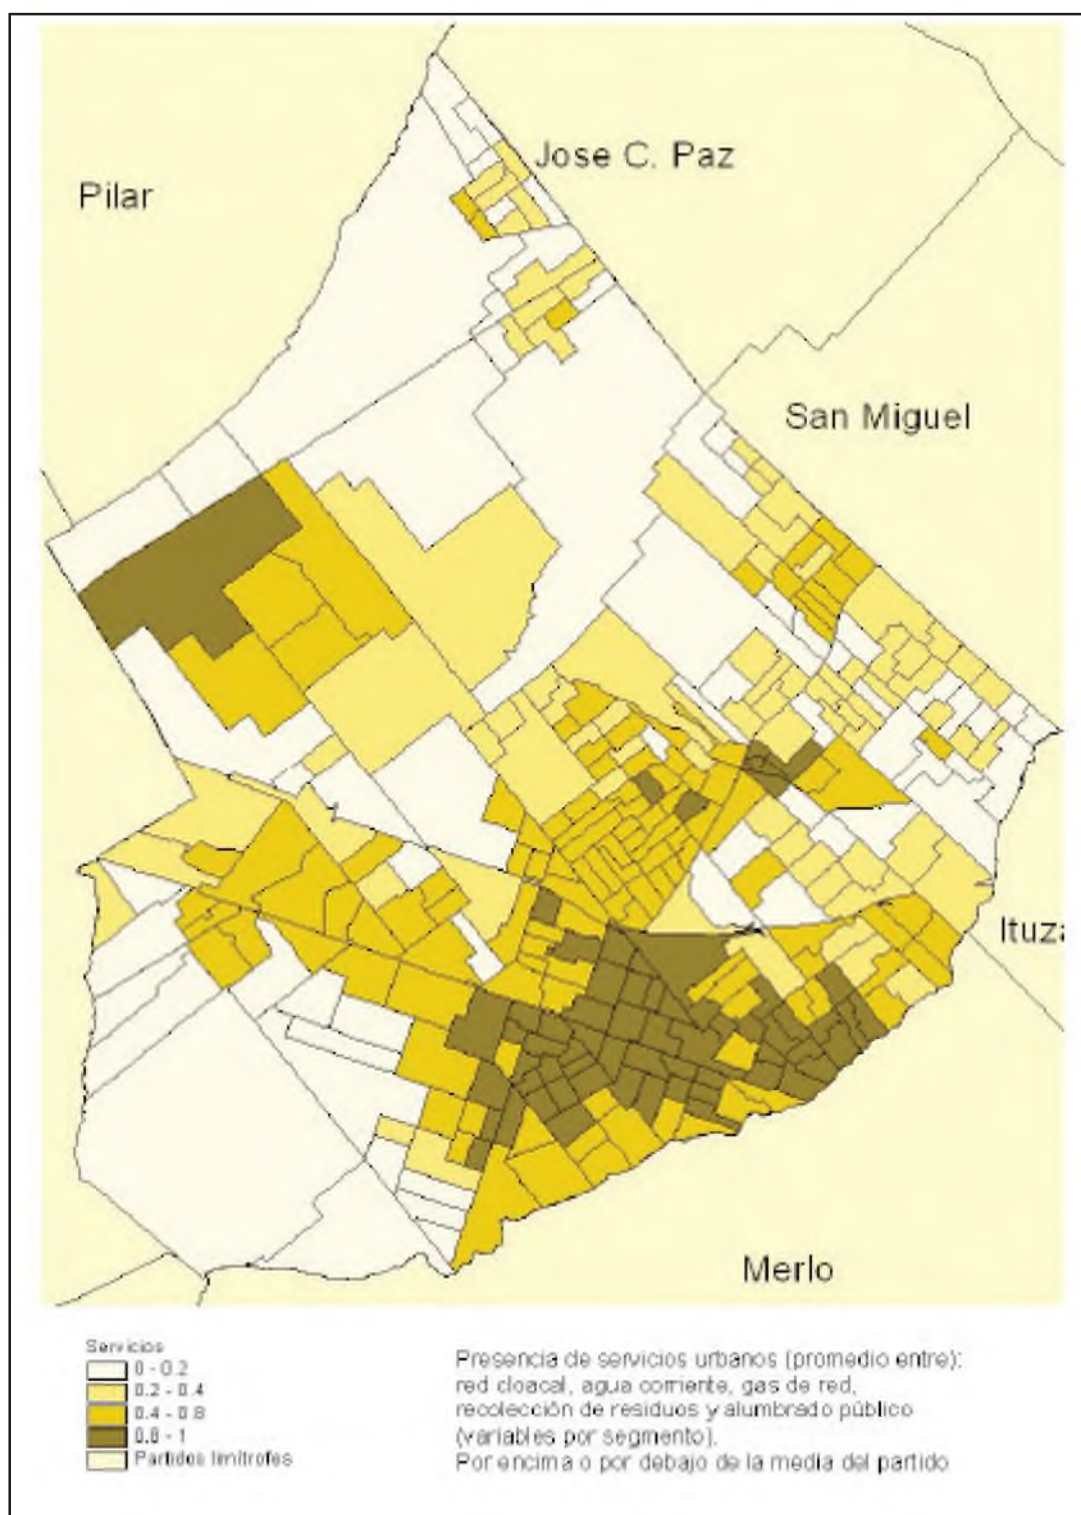 Jose C. Paz
Pilar
San Miguel
Ituza
Merlo
Servicios
0 - 0.2
0.2 - 0.4
0.4 - 0.8
0.8 - 1
Partidos limítrofes
Presencia de servicios urbanos (promedio entre):
red cloacal, agua corriente, gas de red,
recolección de residuos y alumbrado público
(variables por segmento).
Por encima o por debajo de la media del partido